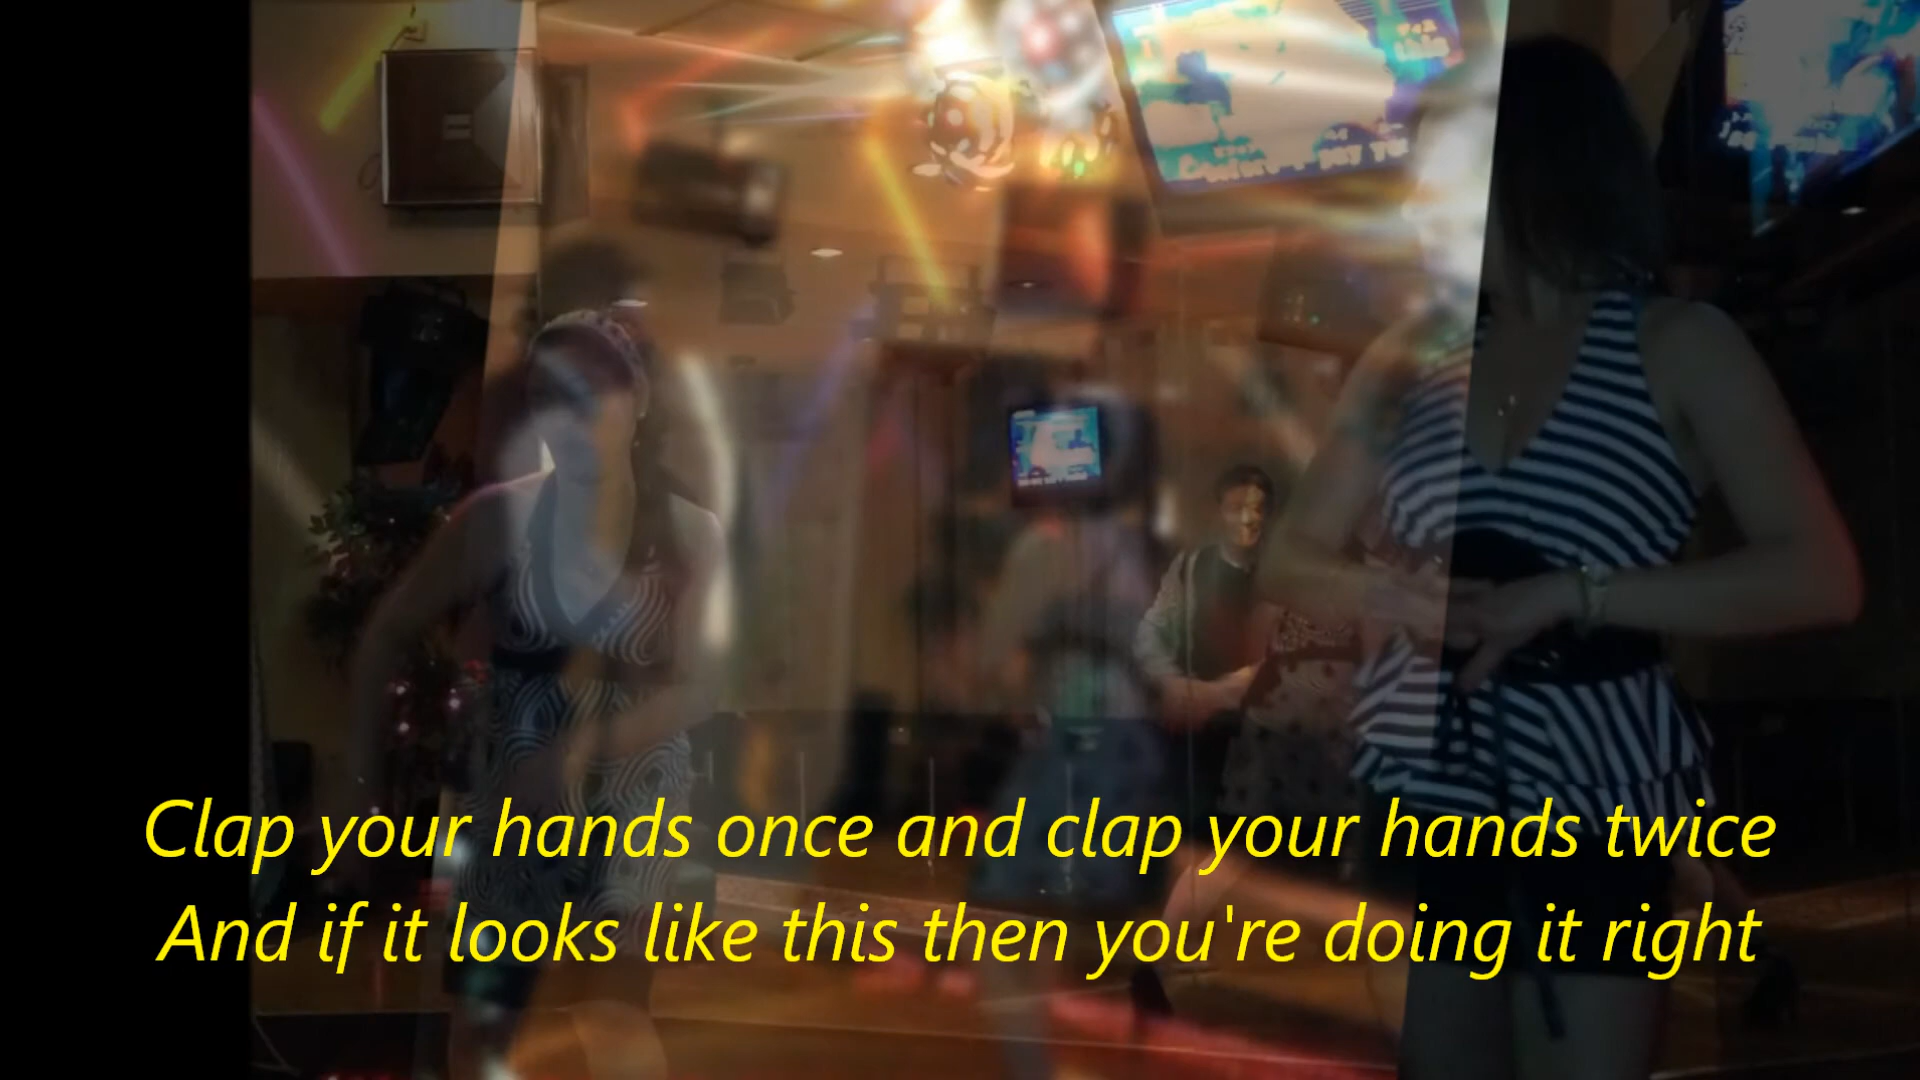 Clap your hands once and clap your hands twice
And if it looks like this then you're doing it right